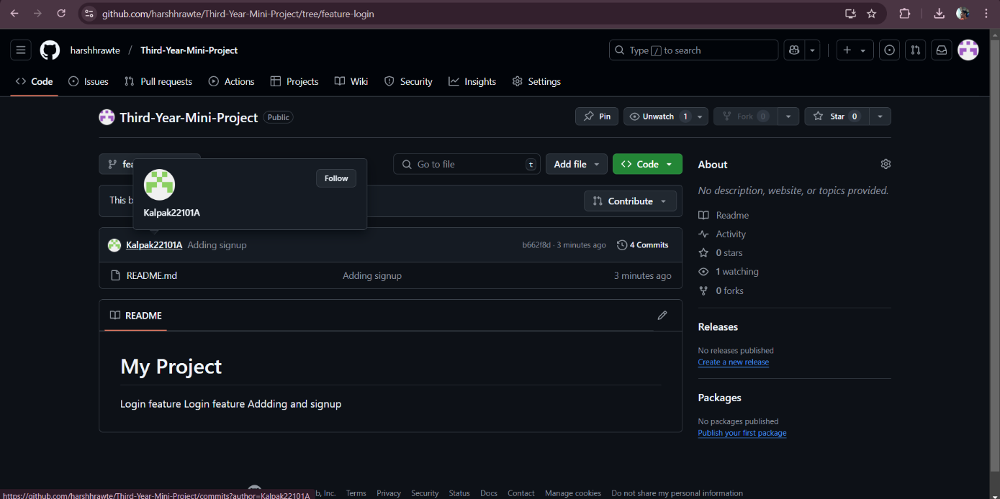 github.com/harshhrawte/Third-Year-Mini-Project/tree/feature-login
harshhrawte / Third-Year-Mini-Project
Type / to search
Code
Issues
Pull requests
Actions
Projects
Wiki
Security
Insights
Settings
Third-Year-Mini-Project Public
Pin
Unwatch 1
Fork 0
Star 0
Go to file t
Add file
Code
Contribute
Follow
Kalpak22101A
Kalpak22101A Adding signup
b662f8d · 3 minutes ago
4 Commits
README.md
Adding signup
3 minutes ago
README
My Project
Login feature Login feature Addding and signup
About
No description, website, or topics provided.
Readme
Activity
0 stars
1 watching
0 forks
Releases
No releases published
Create a new release
Packages
No packages published
Publish your first package
https://github.com/harshhrawte/Third-Year-Mini-Project/commits?author=Kalpak22101A
b, Inc.
Terms
Privacy
Security
Status
Docs
Contact
Manage cookies
Do not share my personal information